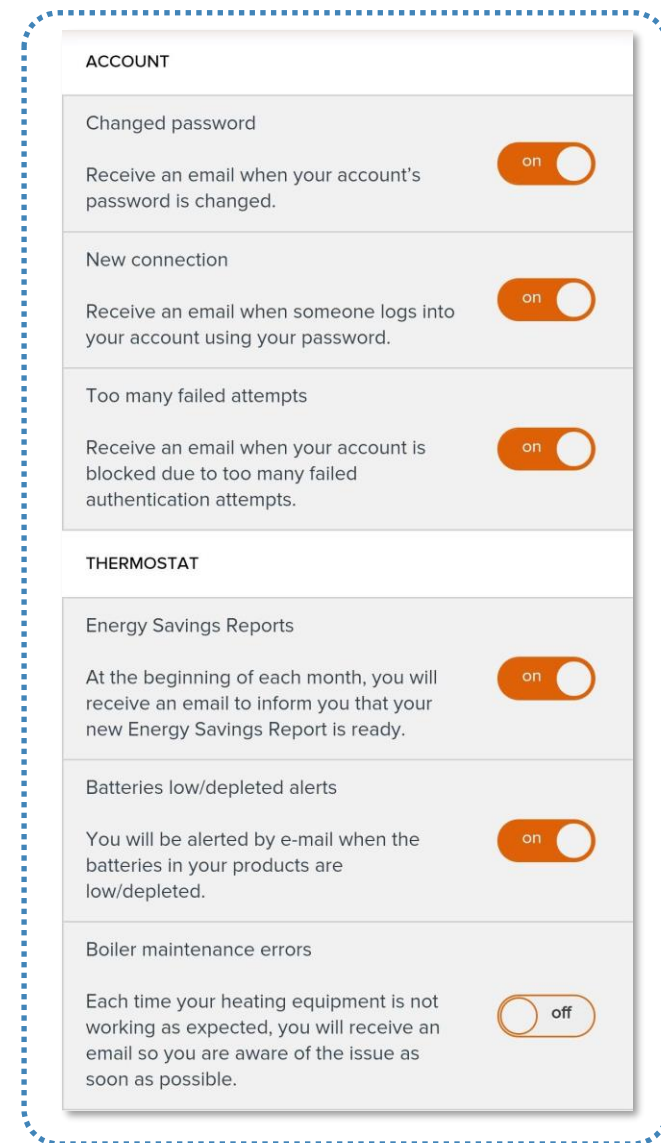 ACCOUNT
Changed password
on
Receive an email when your account's
password is changed.
New connection
on
Receive an email when someone logs into
your account using your password.
Too many failed attempts
on
Receive an email when your account is
blocked due to too many failed
authentication attempts.
THERMOSTAT
Energy Savings Reports
on
At the beginning of each month, you will
receive an email to inform you that your
new Energy Savings Report is ready.
Batteries low/depleted alerts
on
You will be alerted by e-mail when the
batteries in your products are
low/depleted.
Boiler maintenance errors
off
Each time your heating equipment is not
working as expected, you will receive an
email so you are aware of the issue as
soon as possible.